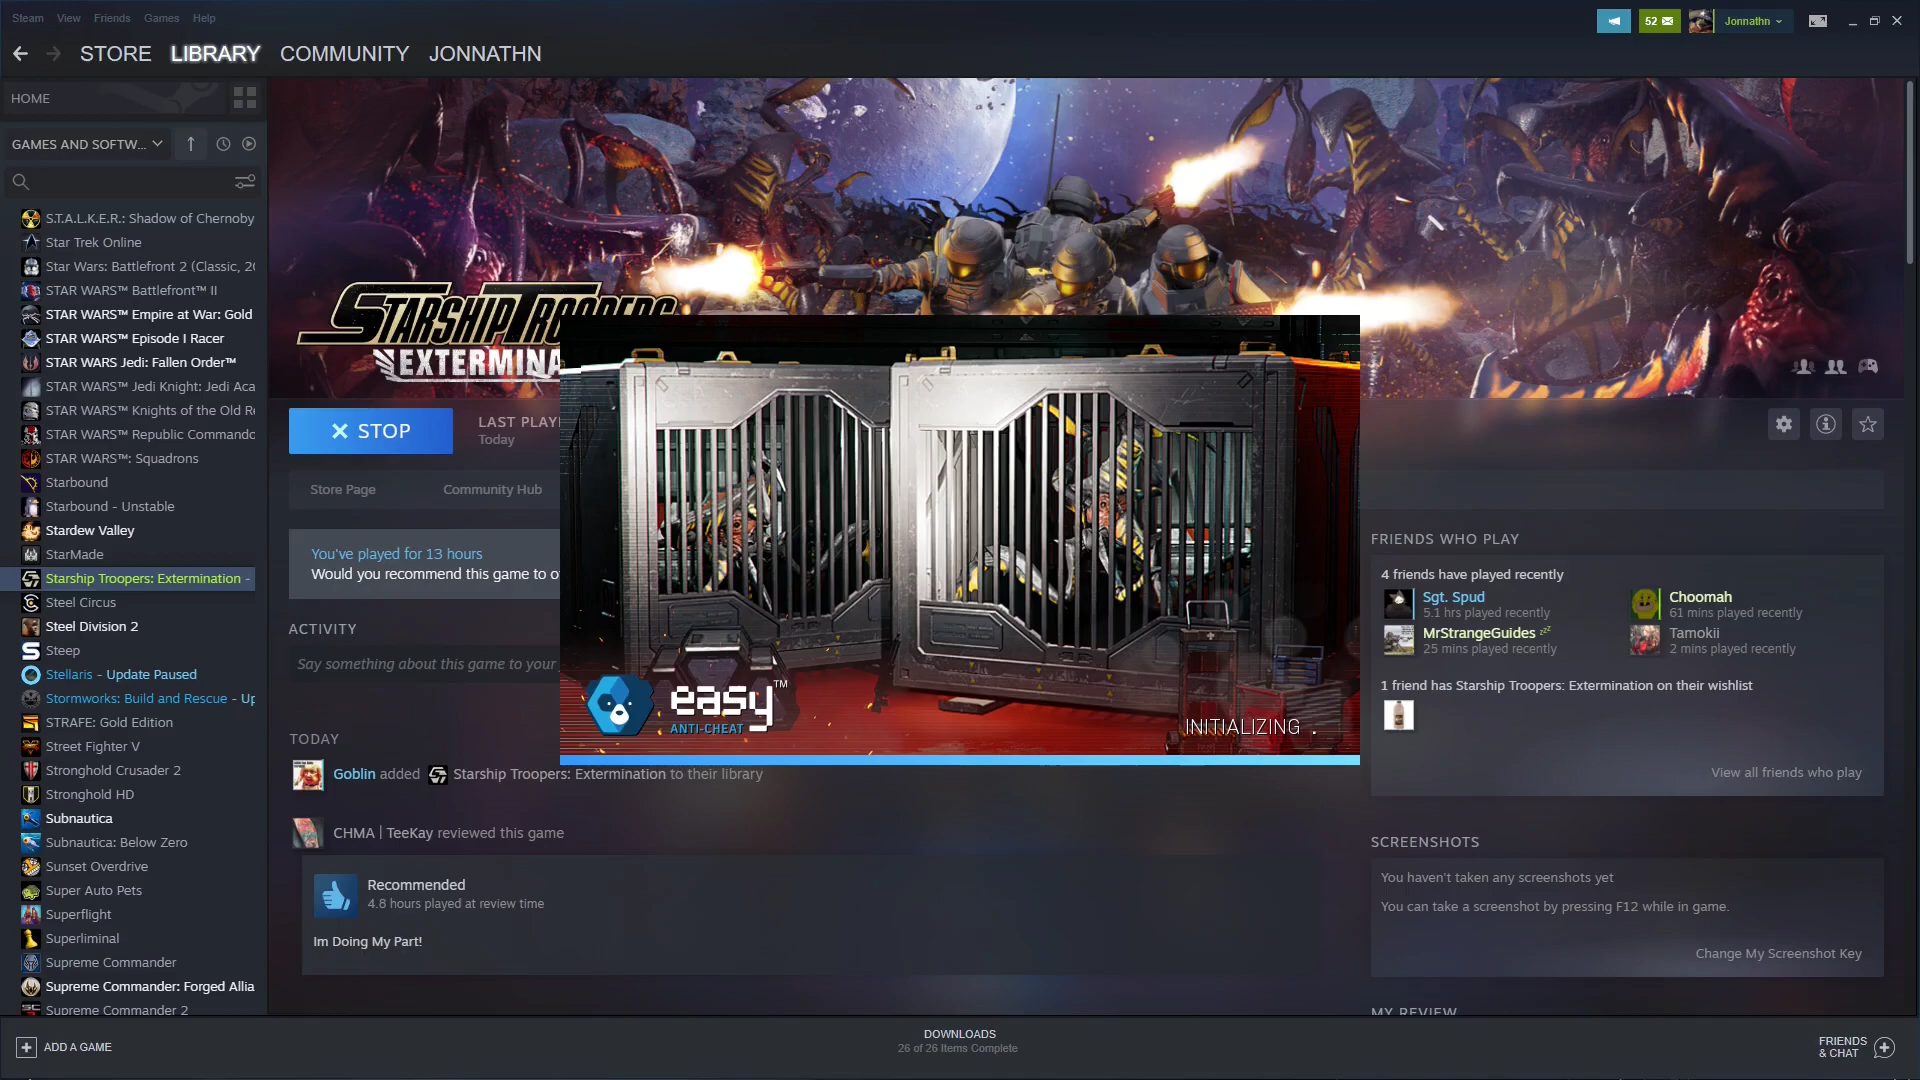 Steam View Friends Games Help
52
Jonnathn
STORE LIBRARY COMMUNITY JONNATHN
HOME
GAMES AND SOFTW...
S.T.A.L.K.E.R.: Shadow of Chernoby
Star Trek Online
Star Wars: Battlefront 2 (Classic, 20
STAR WARS™ Battlefront™ II
STAR WARS™ Empire at War: Gold
STAR WARS™ Episode I Racer
STAR WARS Jedi: Fallen Order™
STAR WARS™ Jedi Knight: Jedi Aca
STAR WARS™ Knights of the Old Re
STAR WARS™ Republic Commando
STAR WARS™: Squadrons
Starbound
Starbound - Unstable
Stardew Valley
StarMade
Starship Troopers: Extermination -
Steel Circus
Steel Division 2
Steep
Stellaris - Update Paused
Stormworks: Build and Rescue - Up
STRAFE: Gold Edition
Street Fighter V
Stronghold Crusader 2
Stronghold HD
Subnautica
Subnautica: Below Zero
Sunset Overdrive
Super Auto Pets
Superflight
Superliminal
Supreme Commander
Supreme Commander: Forged Allia
Supreme Commander 2
STARSHIP TROOPERS
EXTERMINA
STOP
LAST PLAY
Today
Store Page
Community Hub
You've played for 13 hours
Would you recommend this game to o
ACTIVITY
Say something about this game to your
easy™
ANTI-CHEAT
INITIALIZING .
TODAY
Goblin added Starship Troopers: Extermination to their library
CHMA | TeeKay reviewed this game
Recommended
4.8 hours played at review time
Im Doing My Part!
FRIENDS WHO PLAY
4 friends have played recently
Sgt. Spud
5.1 hrs played recently
Choomah
61 mins played recently
MrStrangeGuides zzZ
25 mins played recently
Tamokii
2 mins played recently
1 friend has Starship Troopers: Extermination on their wishlist
View all friends who play
SCREENSHOTS
You haven't taken any screenshots yet
You can take a screenshot by pressing F12 while in game.
Change My Screenshot Key
MY REVIEW
ADD A GAME
DOWNLOADS
26 of 26 Items Complete
FRIENDS
& CHAT